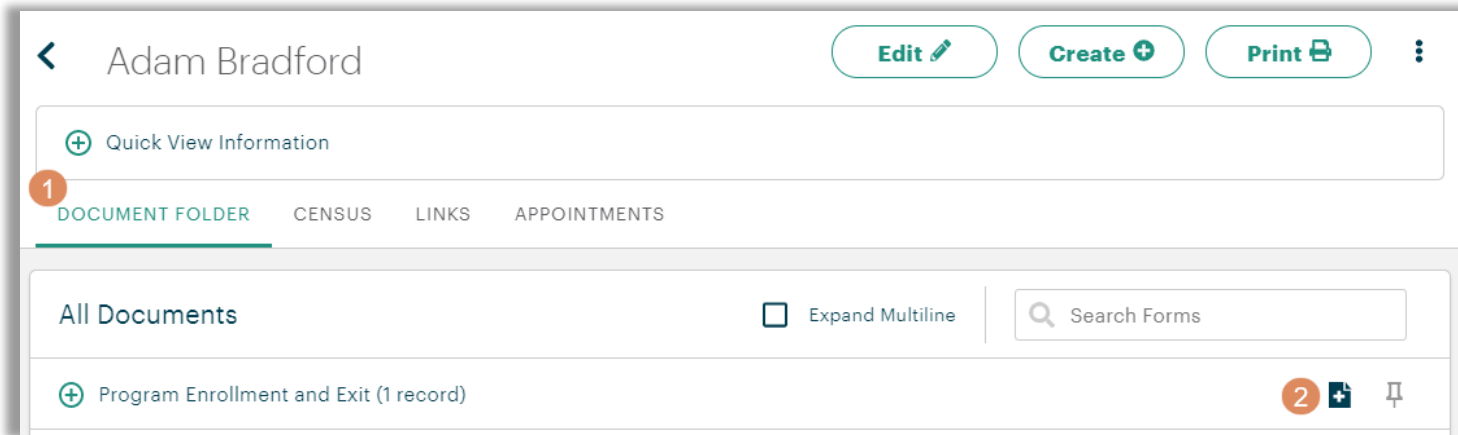 Adam Bradford
Edit
Create
Print
Quick View Information
1
DOCUMENT FOLDER CENSUS LINKS APPOINTMENTS
All Documents
Expand Multiline
Search Forms
Program Enrollment and Exit (1 record)
2